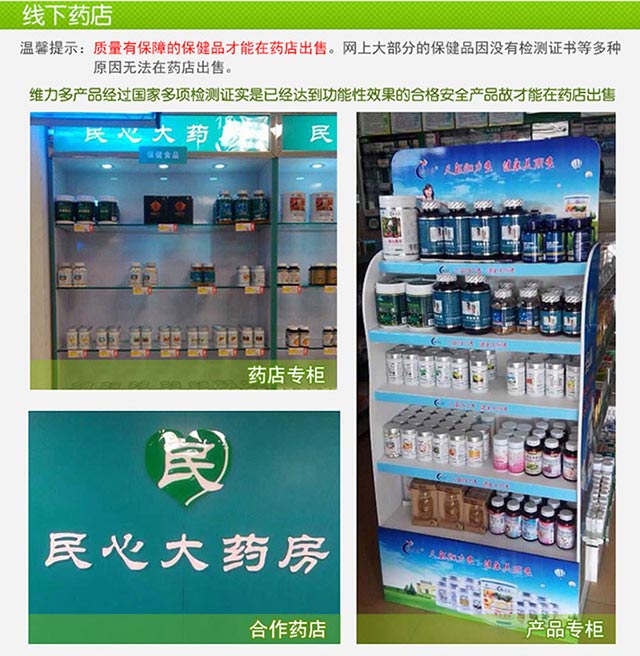 线下药店
温馨提示：质量有保障的保健品才能在药店出售。网上大部分的保健品因没有检测证书等多种
原因无法在药店出售。
维力多产品经过国家多项检测证实是已经达到功能性效果的合格安全产品故才能在药店出售
民心大药房
民
保健食品
药店专柜
民
民心大药房
合作药店
产品专柜